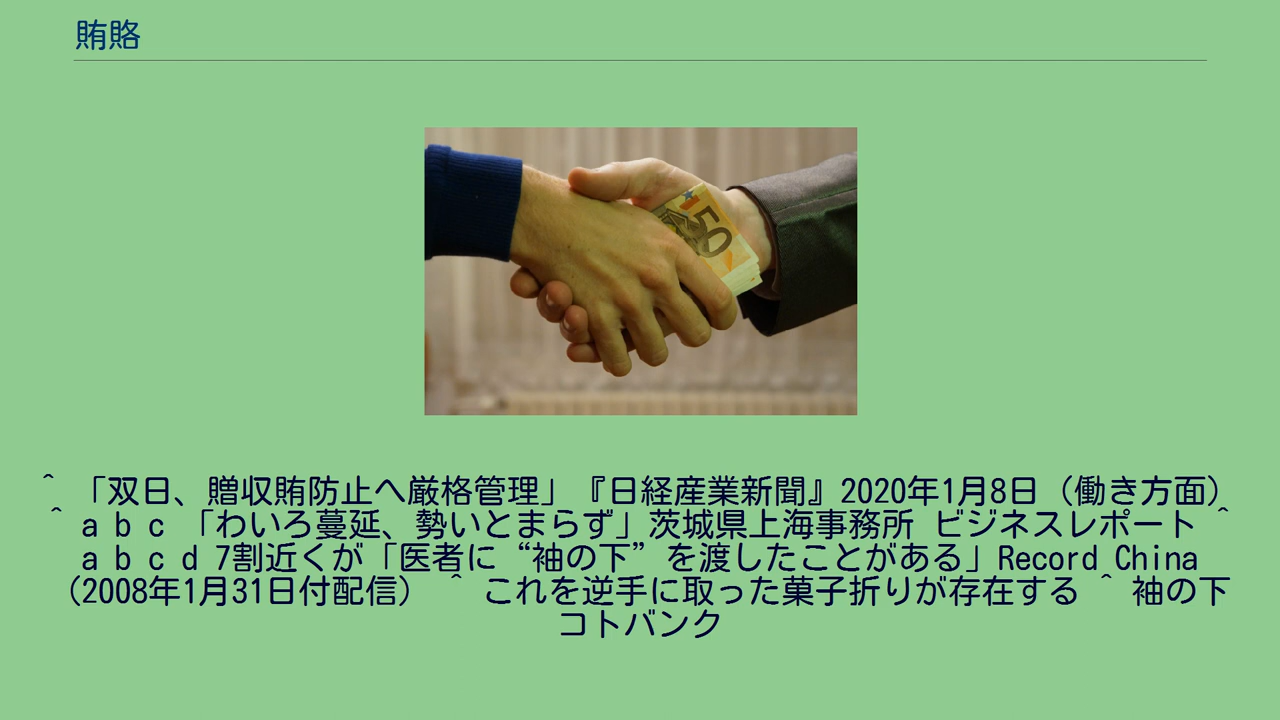 賄賂
50
^ 「双日、贈収賄防止へ厳格管理」『日経産業新聞』2020年1月8日（働き方面）
^ a b c 「わいろ蔓延、勢いとまらず」茨城県上海事務所 ビジネスレポート ^
a b c d 7割近くが「医者に“袖の下”を渡したことがある」Record China
（2008年1月31日付配信） ^ これを逆手に取った菓子折りが存在する ^ 袖の下
コトバンク